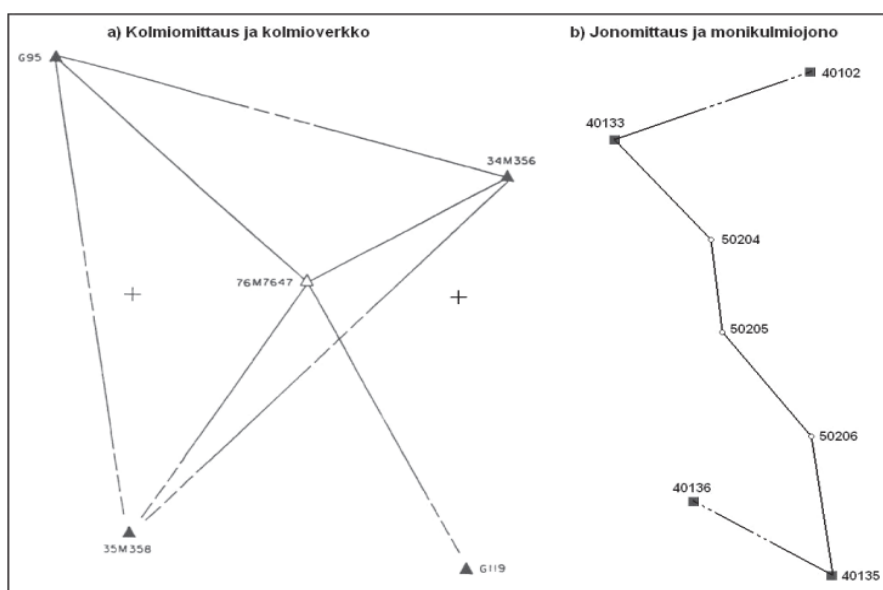 a) Kolmiomittaus ja kolmioverkko
b) Jonomittaus ja monikulmiojono
G95
34M356
76M7647
35M358
G119
40102
40133
50204
50205
50206
40136
40135